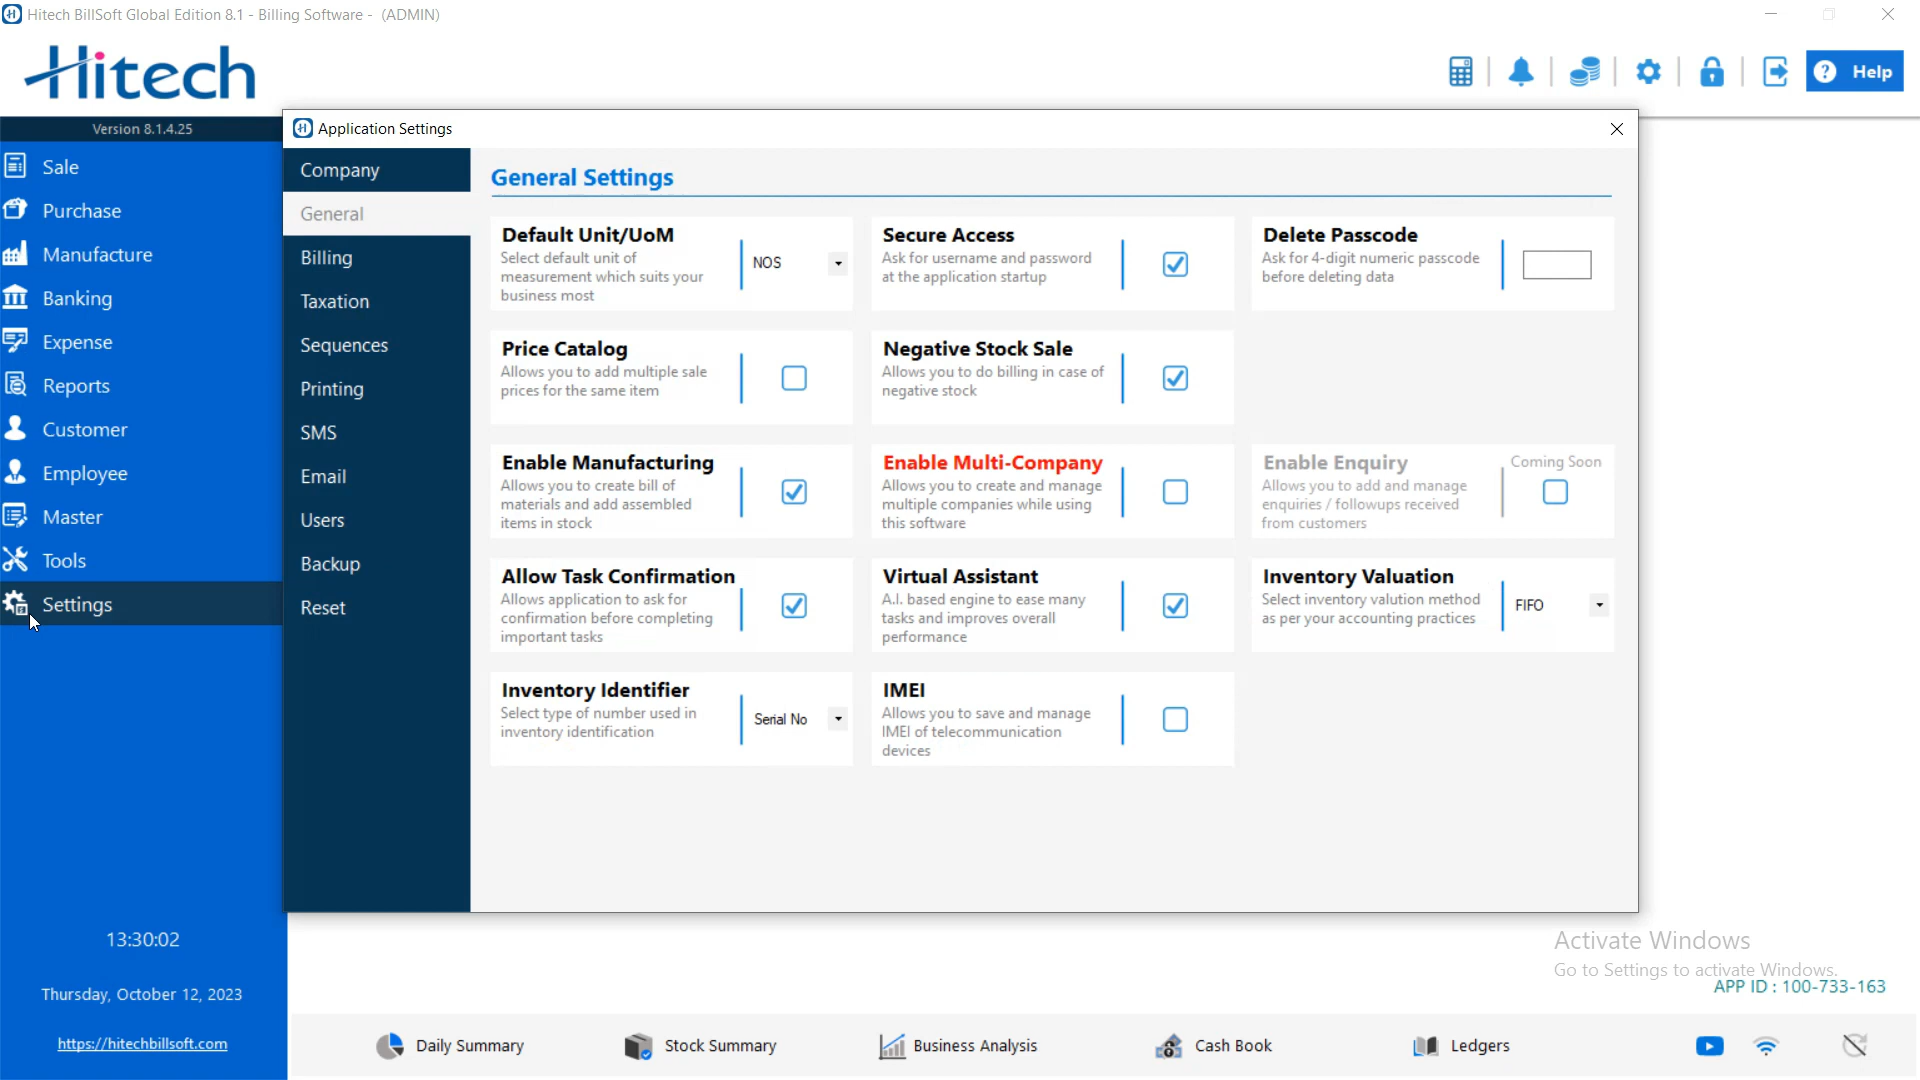 Hitech BillSoft Global Edition 8.1 - Billing Software - (ADMIN)
Hitech
Help
Version 8.1.4.25
Sale
Purchase
Manufacture
Banking
Expense
Reports
Customer
Employee
Master
Tools
Settings
13:30:02
Thursday, October 12, 2023
https://hitechbillsoft.com
Application Settings
Company
General
Billing
Taxation
Sequences
Printing
SMS
Email
Users
Backup
Reset
General Settings
Default Unit/UoM
Select default unit of
measurement which suits your
business most
NOS
Secure Access
Ask for username and password
at the application startup
Delete Passcode
Ask for 4-digit numeric passcode
before deleting data
Price Catalog
Allows you to add multiple sale
prices for the same item
Negative Stock Sale
Allows you to do billing in case of
negative stock
Enable Manufacturing
Allows you to create bill of
materials and add assembled
items in stock
Enable Multi-Company
Allows you to create and manage
multiple companies while using
this software
Enable Enquiry
Allows you to add and manage
enquiries / followups received
from customers
Coming Soon
Allow Task Confirmation
Allows application to ask for
confirmation before completing
important tasks
Virtual Assistant
A.I. based engine to ease many
tasks and improves overall
performance
Inventory Valuation
Select inventory valution method
as per your accounting practices
FIFO
Inventory Identifier
Select type of number used in
inventory identification
Serial No
IMEI
Allows you to save and manage
IMEI of telecommunication
devices
Activate Windows
Go to Settings to activate Windows.
APP ID : 100-733-163
Daily Summary
Stock Summary
Business Analysis
Cash Book
Ledgers